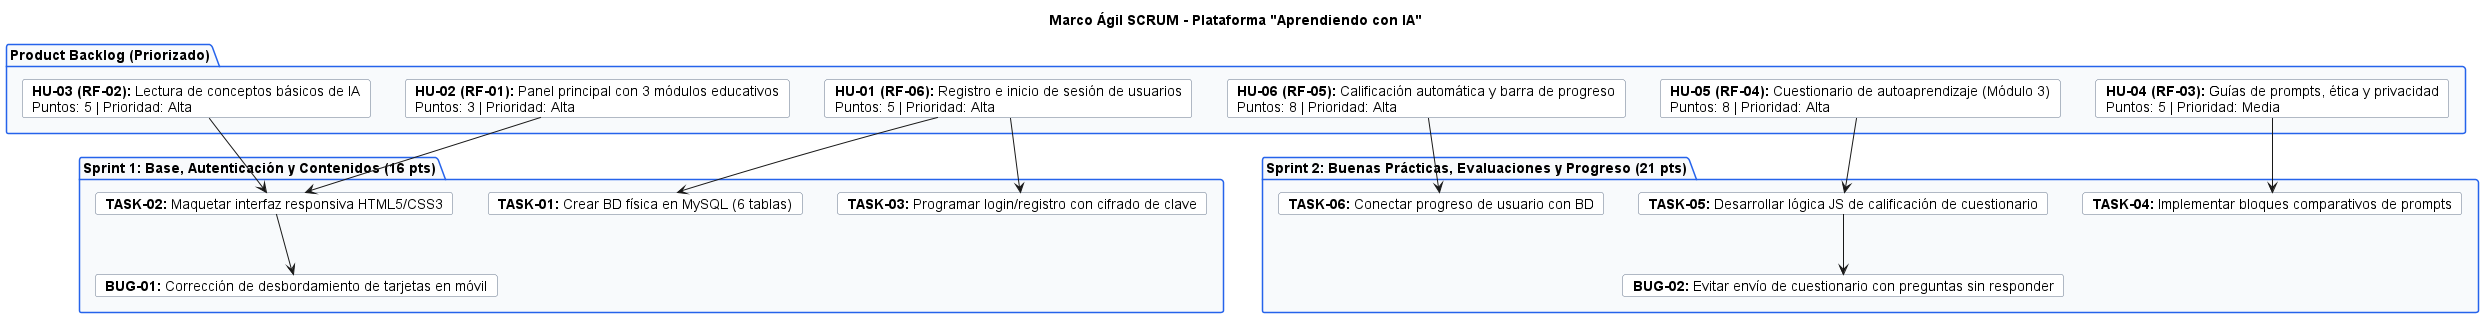 Marco Ágil SCRUM - Plataforma "Aprendiendo con IA"
Product Backlog (Priorizado)
HU-03 (RF-02): Lectura de conceptos básicos de IA
Puntos: 5 | Prioridad: Alta
HU-02 (RF-01): Panel principal con 3 módulos educativos
Puntos: 3 | Prioridad: Alta
HU-01 (RF-06): Registro e inicio de sesión de usuarios
Puntos: 5 | Prioridad: Alta
HU-06 (RF-05): Calificación automática y barra de progreso
Puntos: 8 | Prioridad: Alta
HU-05 (RF-04): Cuestionario de autoaprendizaje (Módulo 3)
Puntos: 8 | Prioridad: Alta
HU-04 (RF-03): Guías de prompts, ética y privacidad
Puntos: 5 | Prioridad: Media
Sprint 1: Base, Autenticación y Contenidos (16 pts)
TASK-02: Maquetar interfaz responsiva HTML5/CSS3
TASK-01: Crear BD física en MySQL (6 tablas)
TASK-03: Programar login/registro con cifrado de clave
BUG-01: Corrección de desbordamiento de tarjetas en móvil
Sprint 2: Buenas Prácticas, Evaluaciones y Progreso (21 pts)
TASK-06: Conectar progreso de usuario con BD
TASK-05: Desarrollar lógica JS de calificación de cuestionario
TASK-04: Implementar bloques comparativos de prompts
BUG-02: Evitar envío de cuestionario con preguntas sin responder